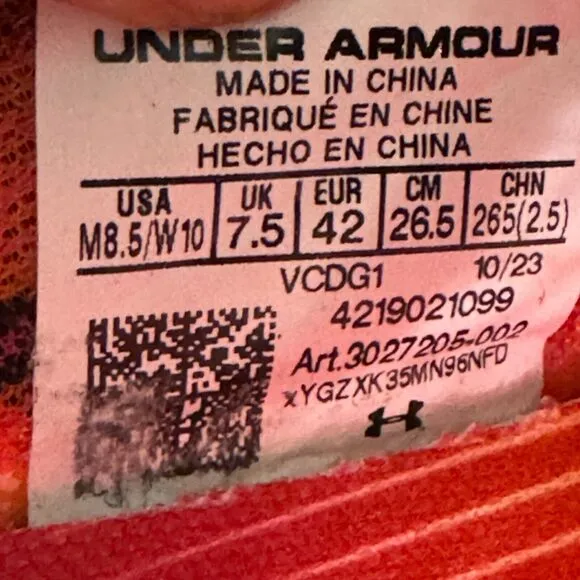 UNDER ARMOUR
MADE IN CHINA
FABRIQUÉ EN CHINE
HECHO EN CHINA
USA UK EUR CM CHN
M8.5/W10 7.5 42 26.5 265(2.5)
VCDG1 10/23
4219021099
Art.3027205-002
xYGZXK35MN96NFD